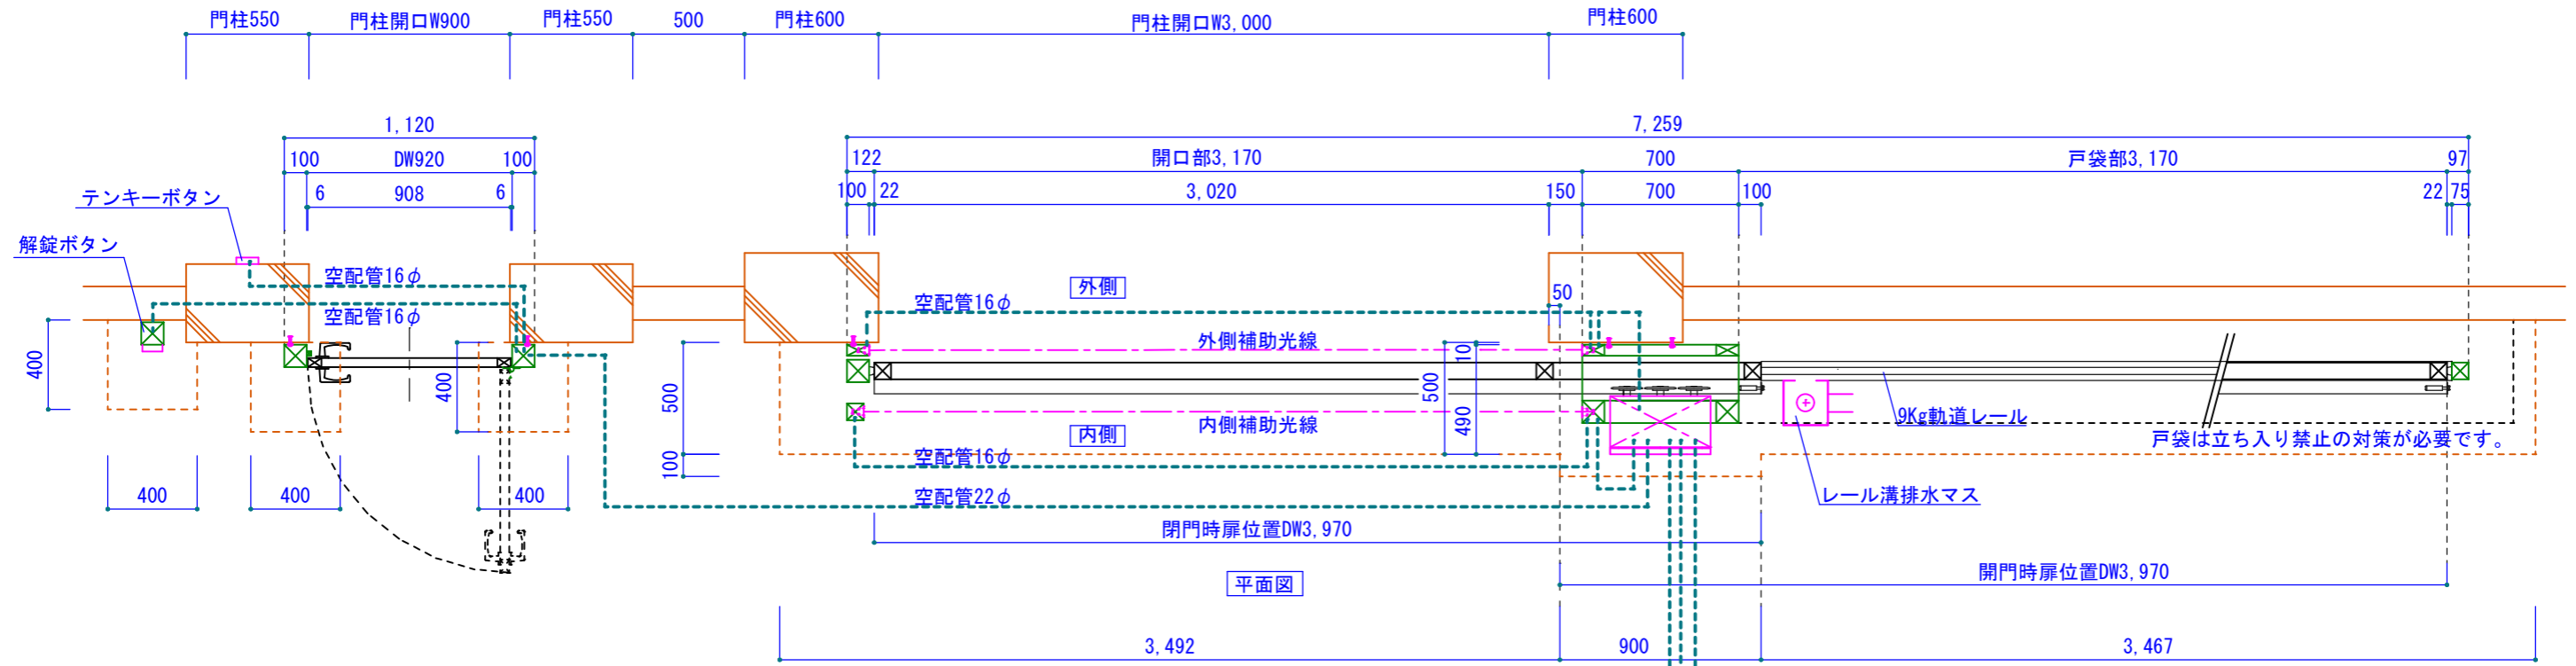 門柱550
門柱開口W900
門柱550
500
門柱600
門柱開口W3,000
門柱600
1,120
7,259
100
DW920
100
122
開口部3,170
700
戸袋部3,170
97
6
908
6
100
22
3,020
150
700
100
22
75
テンキーボタン
解錠ボタン
空配管16φ
空配管16φ
空配管16φ
外側
50
外側補助光線
10
400
400
500
500
490
100
内側
内側補助光線
9Kg軌道レール
戸袋は立ち入り禁止の対策が必要です。
空配管16φ
空配管22φ
レール溝排水マス
400
400
400
閉門時扉位置DW3,970
平面図
開門時扉位置DW3,970
3,492
900
3,467